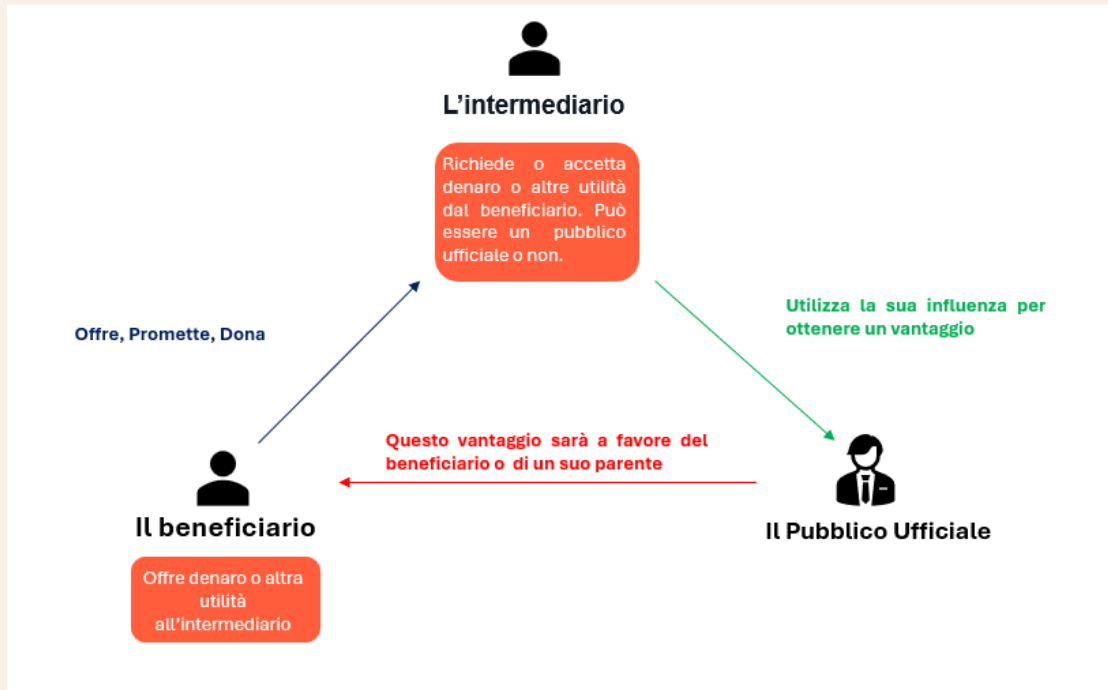 L’intermediario
Richiede o accetta
denaro o altre utilità
dal beneficiario. Può
essere un pubblico
ufficiale o non.
Offre, Promette, Dona
Utilizza la sua influenza per
ottenere un vantaggio
Questo vantaggio sarà a favore del
beneficiario o di un suo parente
Il beneficiario
Offre denaro o altra
utilità
all’intermediario
Il Pubblico Ufficiale